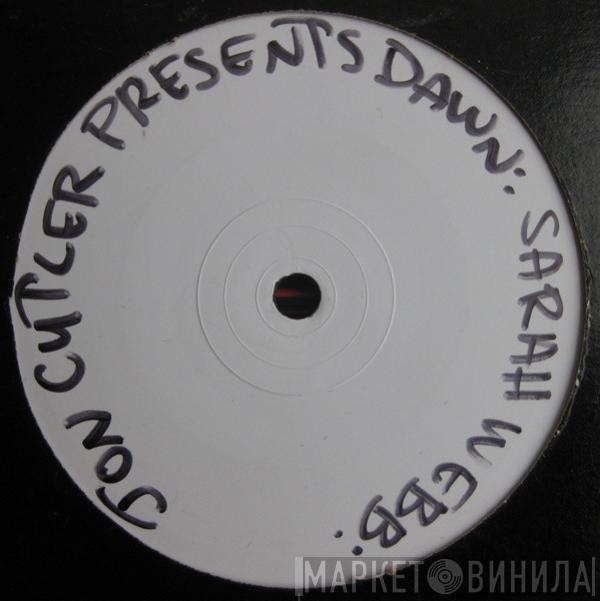 JON CUTLER PRESENTS DAWN: SARAH WEBB:
МАРКЕТ ВИНИЛА